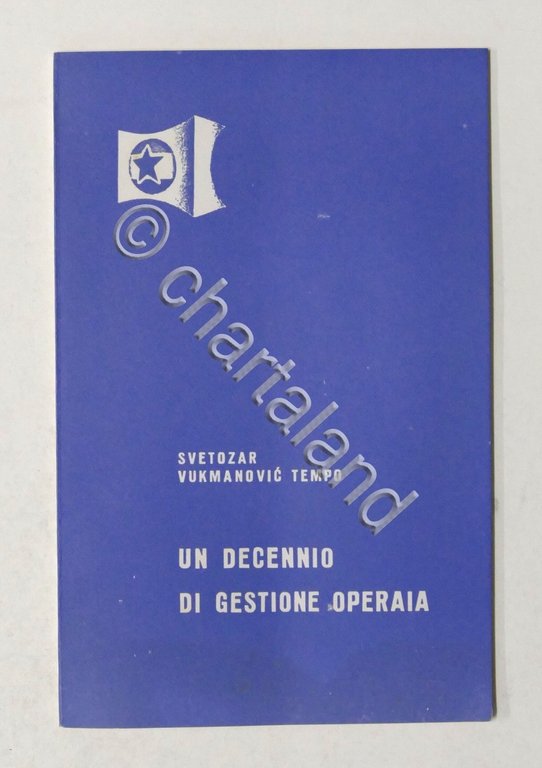 © chartaland
SVETOZAR
VUKMANOVIĆ TEMPO
UN DECENNIO
DI GESTIONE OPERAIA